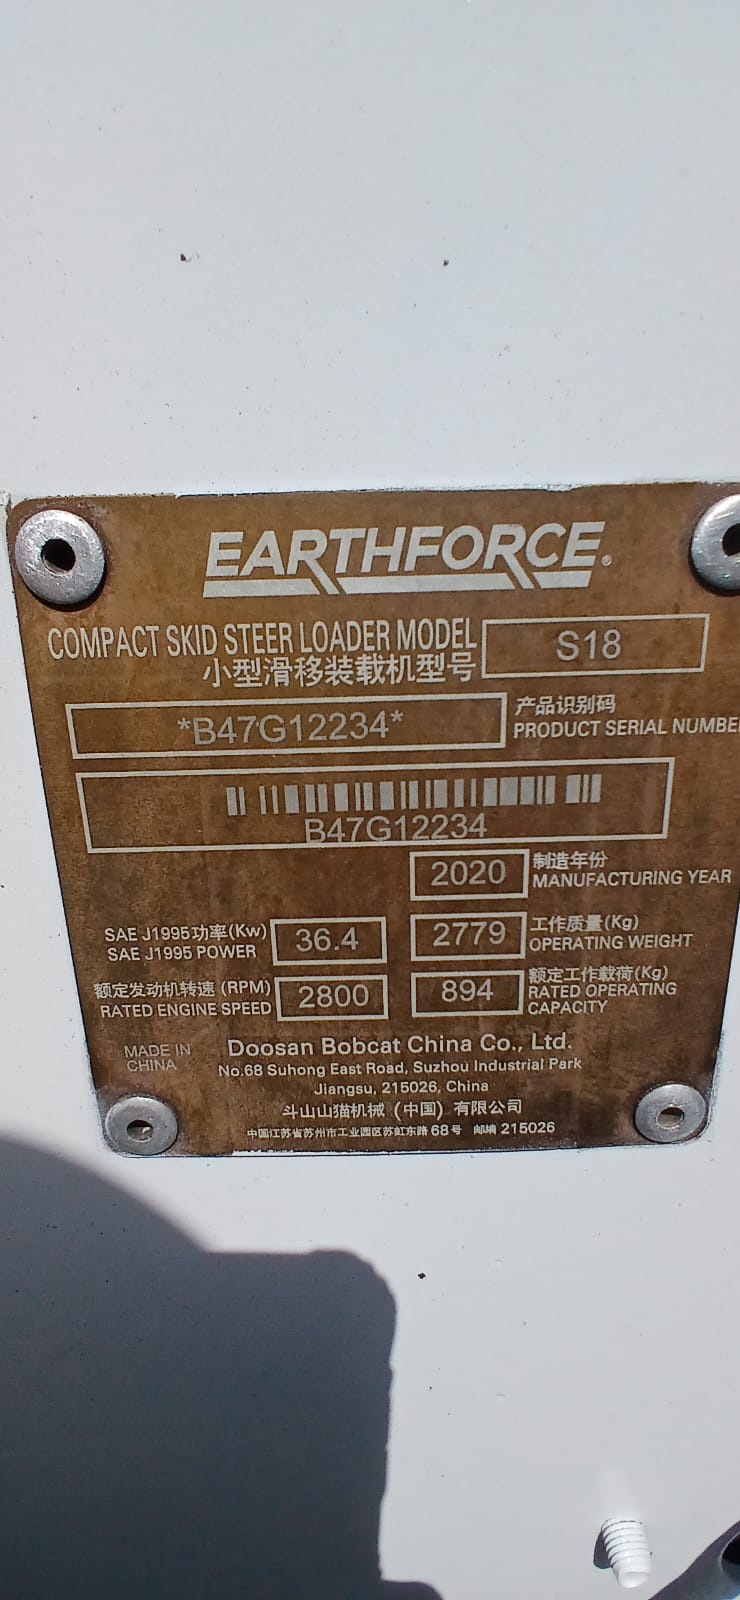 EARTHFORCE®
COMPACT SKID STEER LOADER MODEL
小型滑移装载机型号
S18
*B47G12234*
产品识别码
PRODUCT SERIAL NUMBE
B47G12234
2020
制造年份
MANUFACTURING YEAR
SAE J1995功率(Kw)
SAE J1995 POWER
36.4
2779
工作质量(Kg)
OPERATING WEIGHT
额定发动机转速 (RPM)
RATED ENGINE SPEED
2800
894
额定工作载荷(Kg)
RATED OPERATING
CAPACITY
MADE IN
CHINA
Doosan Bobcat China Co., Ltd.
No.68 Suhong East Road, Suzhou Industrial Park
Jiangsu, 215026, China
斗山山猫机械 (中国) 有限公司
中国江苏省苏州市工业园区苏虹东路 68号 邮编 215026